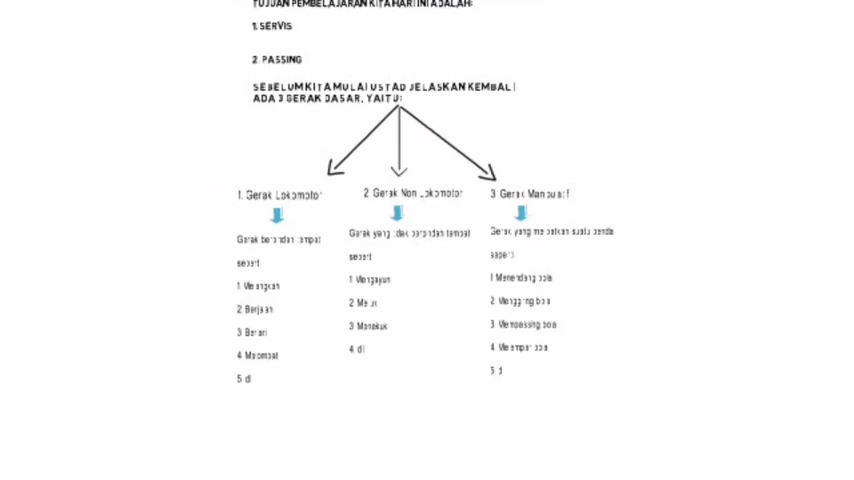 TUJUAN PEMBELAJARAN KITA HARI INI ADALAH:
1. SERVIS
2. PASSING
SEBELUM KITA MULAI USTAD JELASKAN KEMBALI
ADA 3 GERAK DASAR, YAITU:
1. Gerak Lokomotor
Gerak berpindah tempat
seperti
1 Melangkah
2 Berjalan
3 Berlari
4 Melompat
5 dll
2 Gerak Non Lokomotor
Gerak yang tidak berpindah tempat
seperti
1 Mengayun
2
3 Menekuk
4. dll
3 Gerak Manipulatif
Gerak yang melibatkan suatu benda
seperti
1 Menendang bola
2 Menggiring bola
3 Mempassing bola
4. Melempar bola
5